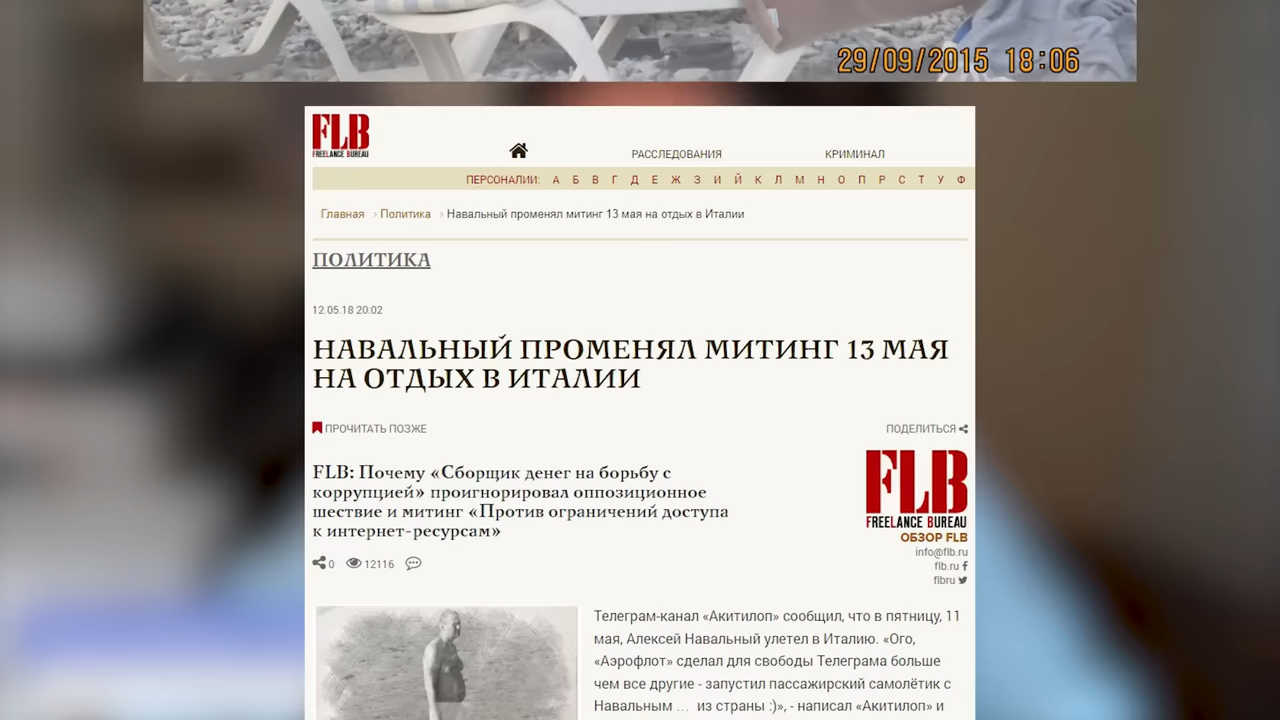 29/09/2015 18:06
FLB
FREELANCE BUREAU
РАССЛЕДОВАНИЯ
КРИМИНАЛ
ПЕРСОНАЛИИ: А Б В Г Д Е Ж З И Й К Л М Н О П Р С Т У Ф
Главная › Политика › Навальный променял митинг 13 мая на отдых в Италии
ПОЛИТИКА
12.05.18 20:02
НАВАЛЬНЫЙ ПРОМЕНЯЛ МИТИНГ 13 МАЯ
НА ОТДЫХ В ИТАЛИИ
ПРОЧИТАТЬ ПОЗЖЕ
ПОДЕЛИТЬСЯ
FLB: Почему «Сборщик денег на борьбу с
коррупцией» проигнорировал оппозиционное
шествие и митинг «Против ограничений доступа
к интернет-ресурсам»
0 12116
FLB
FREELANCE BUREAU
ОБЗОР FLB
info@flb.ru
flb.ru
flbru
Телеграм-канал «Акитилоп» сообщил, что в пятницу, 11
мая, Алексей Навальный улетел в Италию. «Ого,
«Аэрофлот» сделал для свободы Телеграма больше
чем все другие - запустил пассажирский самолётик с
Навальным ... из страны :)», - написал «Акитилоп» и